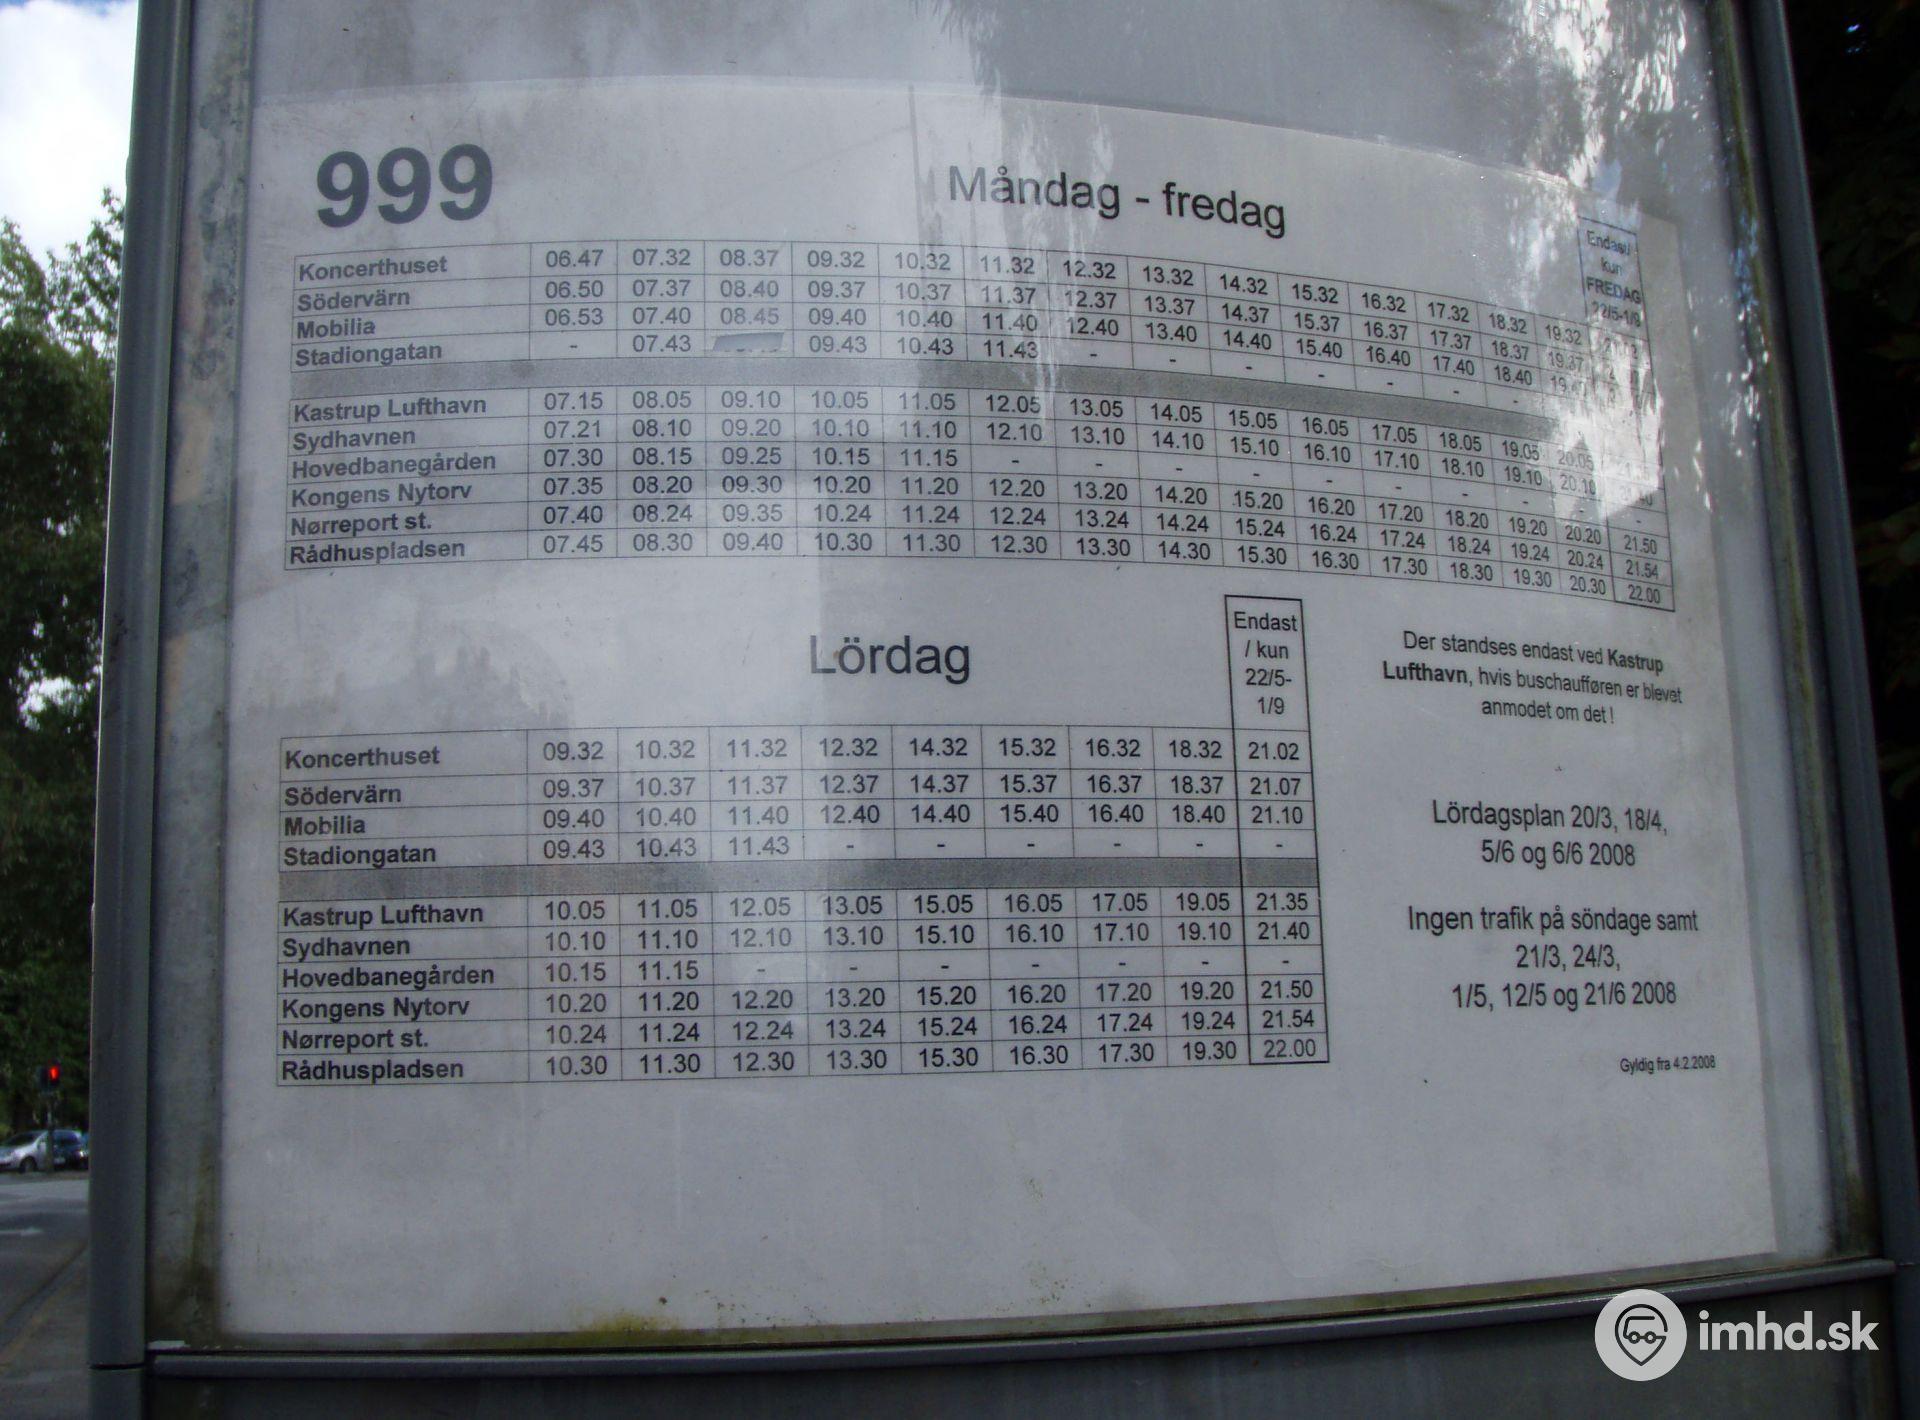 999
Måndag - fredag
Endast/
kun
FREDAG
22/5-1/9
Koncerthuset 06.47 07.32 08.37 09.32 10.32 11.32 12.32 13.32 14.32 15.32 16.32 17.32 18.32 19.32
Södervärn 06.50 07.37 08.40 09.37 10.37 11.37 12.37 13.37 14.37 15.37 16.37 17.37 18.37 19.37
Mobilia 06.53 07.40 08.45 09.40 10.40 11.40 12.40 13.40 14.40 15.40 16.40 17.40 18.40
Stadiongatan - 07.43 09.43 10.43 11.43 - - - - - - -
Kastrup Lufthavn 07.15 08.05 09.10 10.05 11.05 12.05 13.05 14.05 15.05 16.05 17.05 18.05 19.05 20.05
Sydhavnen 07.21 08.10 09.20 10.10 11.10 12.10 13.10 14.10 15.10 16.10 17.10 18.10 19.10 20.10
Hovedbanegården 07.30 08.15 09.25 10.15 11.15 - - - - - - - - - -
Kongens Nytorv 07.35 08.20 09.30 10.20 11.20 12.20 13.20 14.20 15.20 16.20 17.20 18.20 19.20 20.20 21.50
Nørreport st. 07.40 08.24 09.35 10.24 11.24 12.24 13.24 14.24 15.24 16.24 17.24 18.24 19.24 20.24 21.54
Rådhuspladsen 07.45 08.30 09.40 10.30 11.30 12.30 13.30 14.30 15.30 16.30 17.30 18.30 19.30 20.30 22.00
Lördag
Endast
/ kun
22/5-
1/9
Koncerthuset 09.32 10.32 11.32 12.32 14.32 15.32 16.32 18.32 21.02
Södervärn 09.37 10.37 11.37 12.37 14.37 15.37 16.37 18.37 21.07
Mobilia 09.40 10.40 11.40 12.40 14.40 15.40 16.40 18.40 21.10
Stadiongatan 09.43 10.43 11.43 - - - - - -
Kastrup Lufthavn 10.05 11.05 12.05 13.05 15.05 16.05 17.05 19.05 21.35
Sydhavnen 10.10 11.10 12.10 13.10 15.10 16.10 17.10 19.10 21.40
Hovedbanegården 10.15 11.15 - - - - - - -
Kongens Nytorv 10.20 11.20 12.20 13.20 15.20 16.20 17.20 19.20 21.50
Nørreport st. 10.24 11.24 12.24 13.24 15.24 16.24 17.24 19.24 21.54
Rådhuspladsen 10.30 11.30 12.30 13.30 15.30 16.30 17.30 19.30 22.00
Der standses endast ved Kastrup
Lufthavn, hvis buschaufføren er blevet
anmodet om det !
Lördagsplan 20/3, 18/4,
5/6 og 6/6 2008
Ingen trafik på söndage samt
21/3, 24/3,
1/5, 12/5 og 21/6 2008
Gyldig fra 4.2.2008
imhd.sk